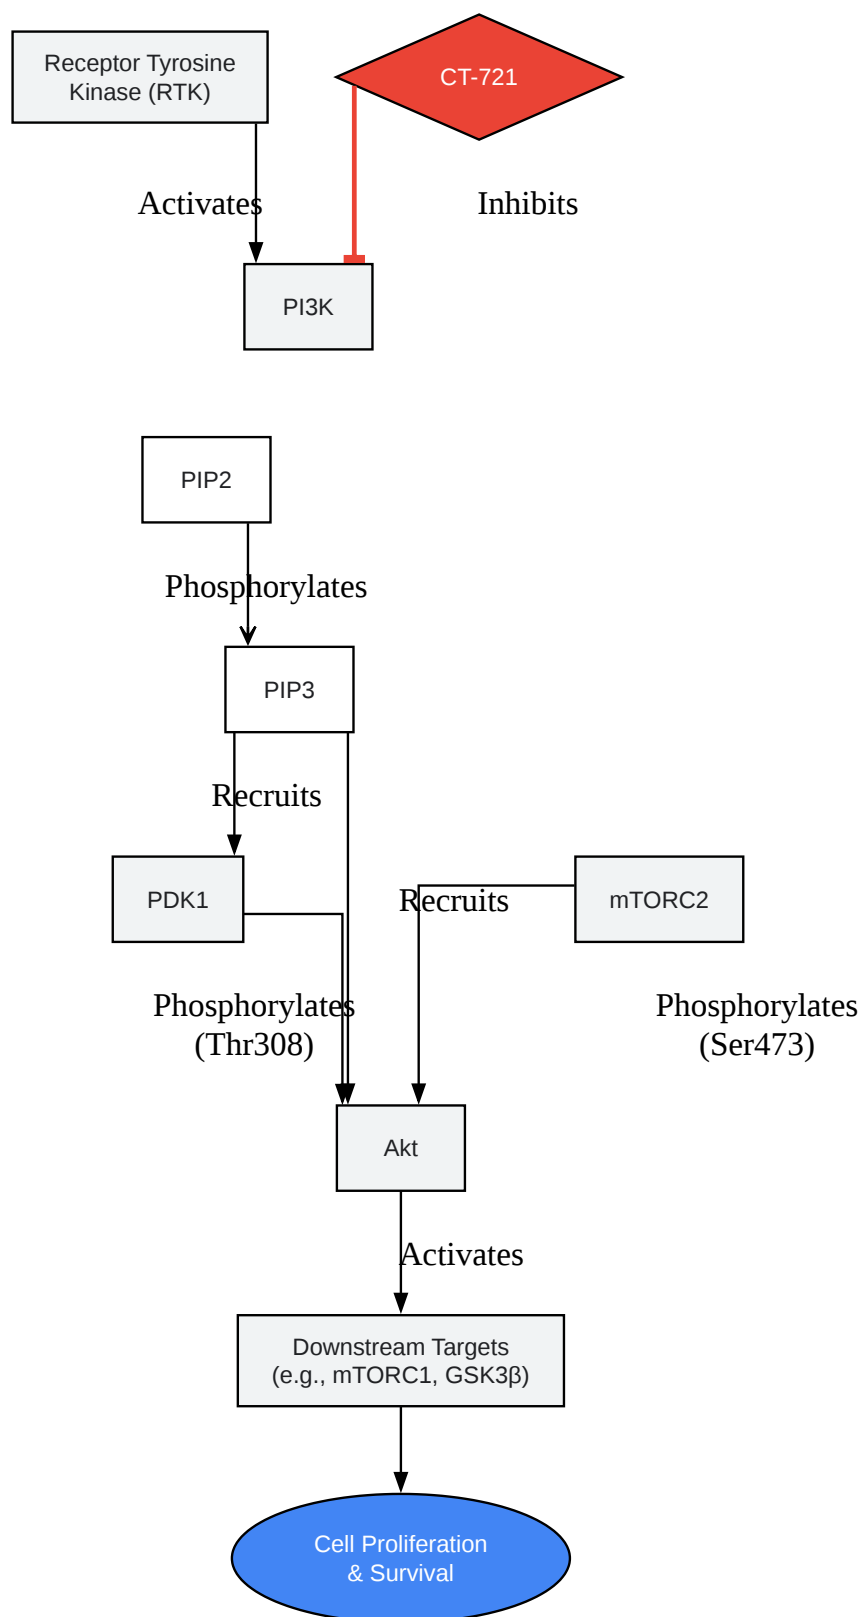 Receptor Tyrosine
Kinase (RTK)
CT-721
Activates
Inhibits
PI3K
PIP2
Phosphorylates
PIP3
Recruits
PDK1
Recruits
mTORC2
Phosphorylates
(Thr308)
Phosphorylates
(Ser473)
Akt
Activates
Downstream Targets
(e.g., mTORC1, GSK3β)
Cell Proliferation
& Survival